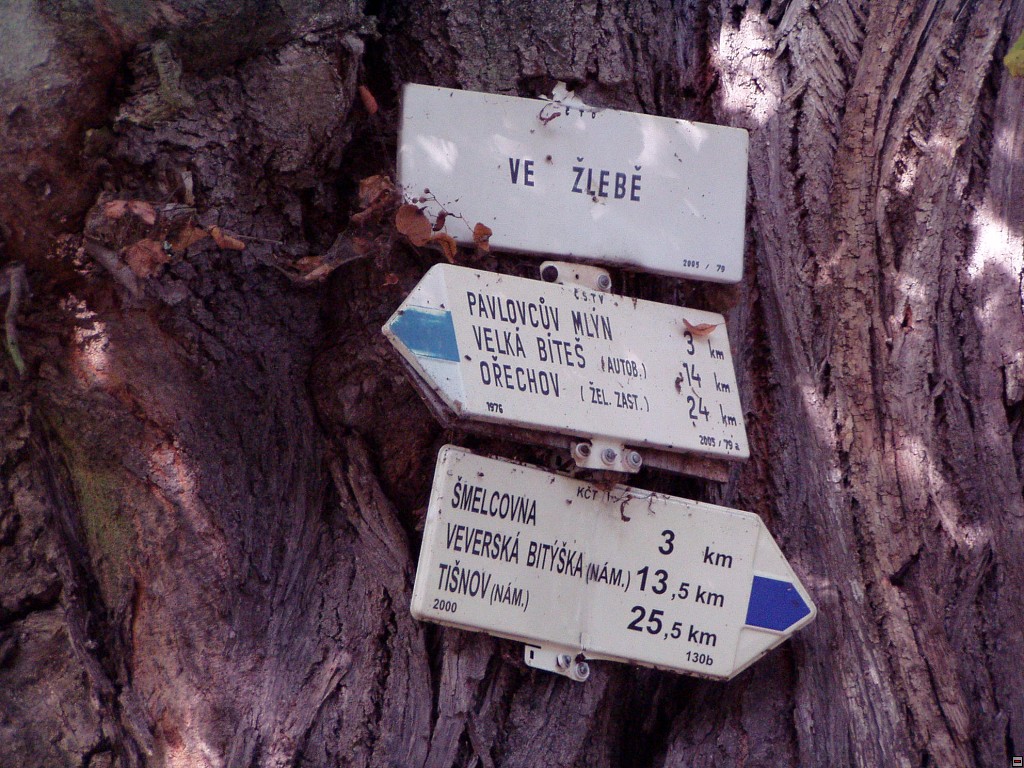 VE ŽLEBĚ
2005 / 79
ČSTV
PAVLOVCŮV MLÝN 3 km
VELKÁ BÍTEŠ (AUTOB.) 14 km
OŘECHOV (ŽEL. ZAST.) 24 km
1976 2005 / 79 a
KČT
ŠMELCOVNA 3 km
VEVERSKÁ BITÝŠKA (NÁM.) 13,5 km
TIŠNOV (NÁM.) 25,5 km
2000 130b